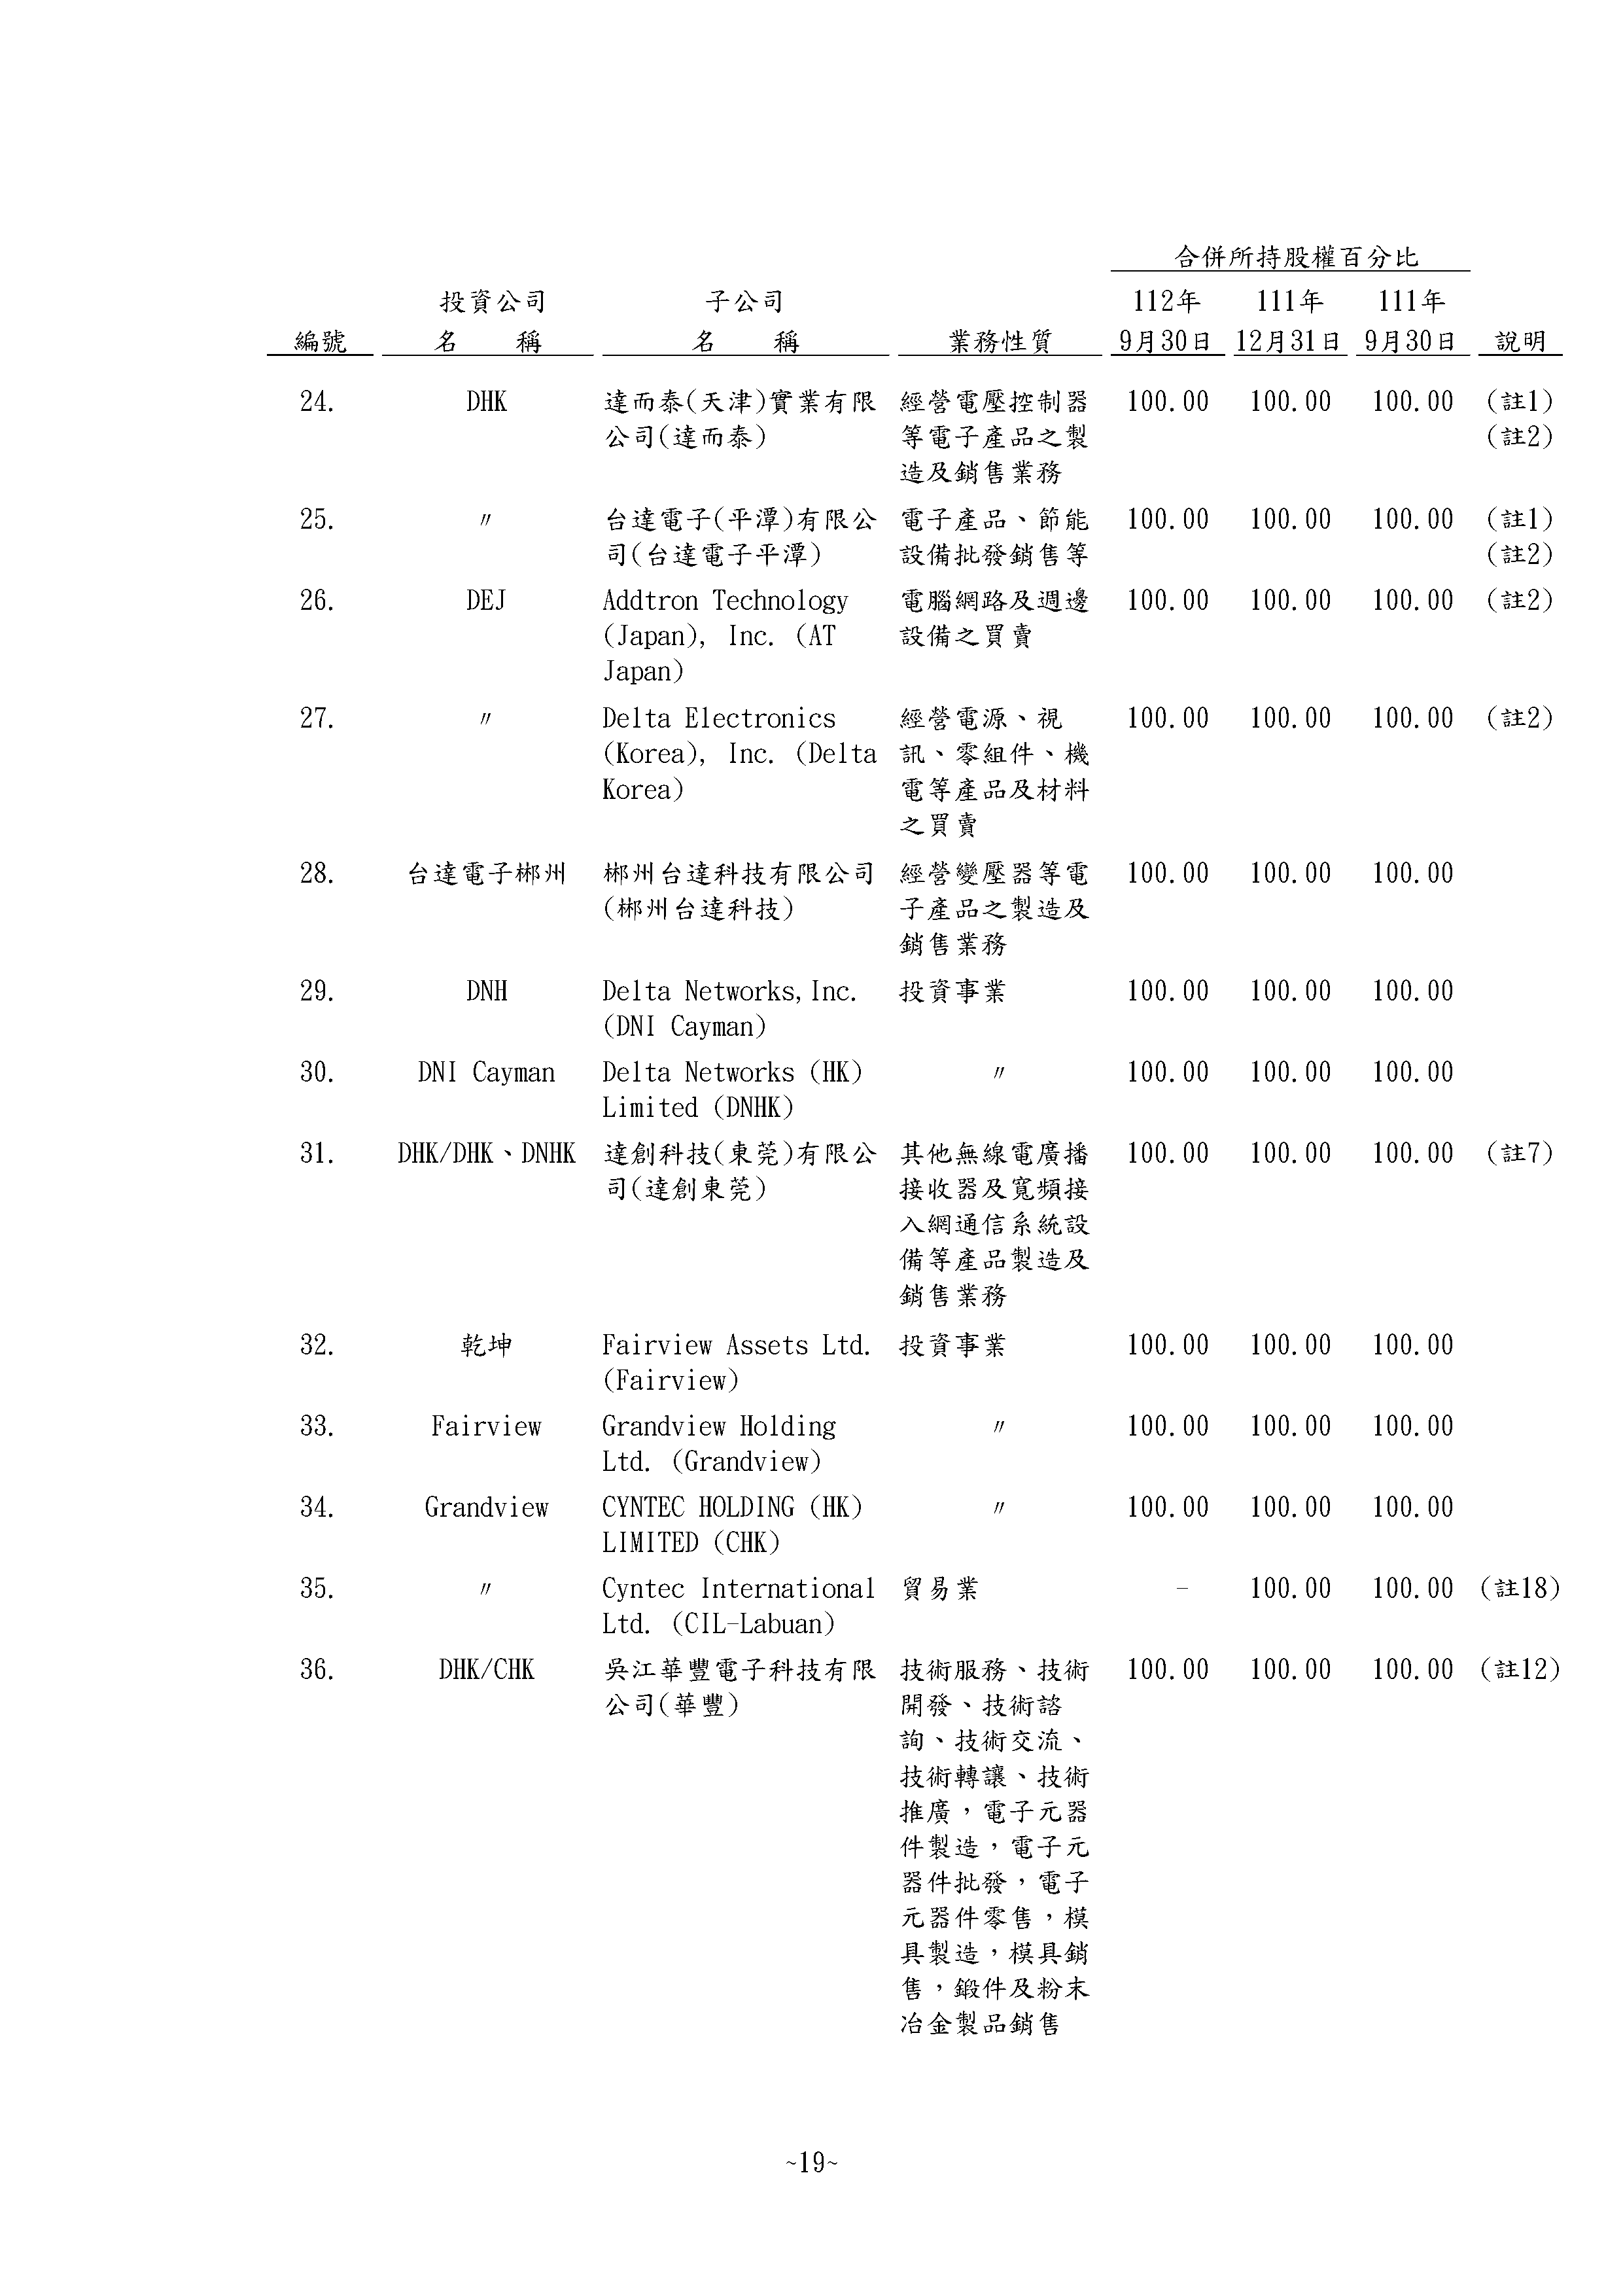 合併所持股權百分比
投資公司 子公司 112年 111年 111年
編號 名 稱 名 稱 業務性質 9月30日 12月31日 9月30日 說明
24. DHK 達而泰(天津)實業有限 經營電壓控制器 100.00 100.00 100.00 (註1)
公司(達而泰) 等電子產品之製 (註2)
造及銷售業務
25. 〃 台達電子(平潭)有限公 電子產品、節能 100.00 100.00 100.00 (註1)
司(台達電子平潭) 設備批發銷售等 (註2)
26. DEJ Addtron Technology 電腦網路及週邊 100.00 100.00 100.00 (註2)
(Japan), Inc. (AT 設備之買賣
Japan)
27. 〃 Delta Electronics 經營電源、視 100.00 100.00 100.00 (註2)
(Korea), Inc. (Delta 訊、零組件、機
Korea) 電等產品及材料
之買賣
28. 台達電子郴州 郴州台達科技有限公司 經營變壓器等電 100.00 100.00 100.00
(郴州台達科技) 子產品之製造及
銷售業務
29. DNH Delta Networks,Inc. 投資事業 100.00 100.00 100.00
(DNI Cayman)
30. DNI Cayman Delta Networks (HK) 〃 100.00 100.00 100.00
Limited (DNHK)
31. DHK/DHK、DNHK 達創科技(東莞)有限公 其他無線電廣播 100.00 100.00 100.00 (註7)
司(達創東莞) 接收器及寬頻接
入網通信系統設
備等產品製造及
銷售業務
32. 乾坤 Fairview Assets Ltd. 投資事業 100.00 100.00 100.00
(Fairview)
33. Fairview Grandview Holding 〃 100.00 100.00 100.00
Ltd. (Grandview)
34. Grandview CYNTEC HOLDING (HK) 〃 100.00 100.00 100.00
LIMITED (CHK)
35. 〃 Cyntec International 貿易業 - 100.00 100.00 (註18)
Ltd. (CIL-Labuan)
36. DHK/CHK 吳江華豐電子科技有限 技術服務、技術 100.00 100.00 100.00 (註12)
公司(華豐) 開發、技術諮
詢、技術交流、
技術轉讓、技術
推廣，電子元器
件製造，電子元
器件批發，電子
元器件零售，模
具製造，模具銷
售，鍛件及粉末
冶金製品銷售
~19~